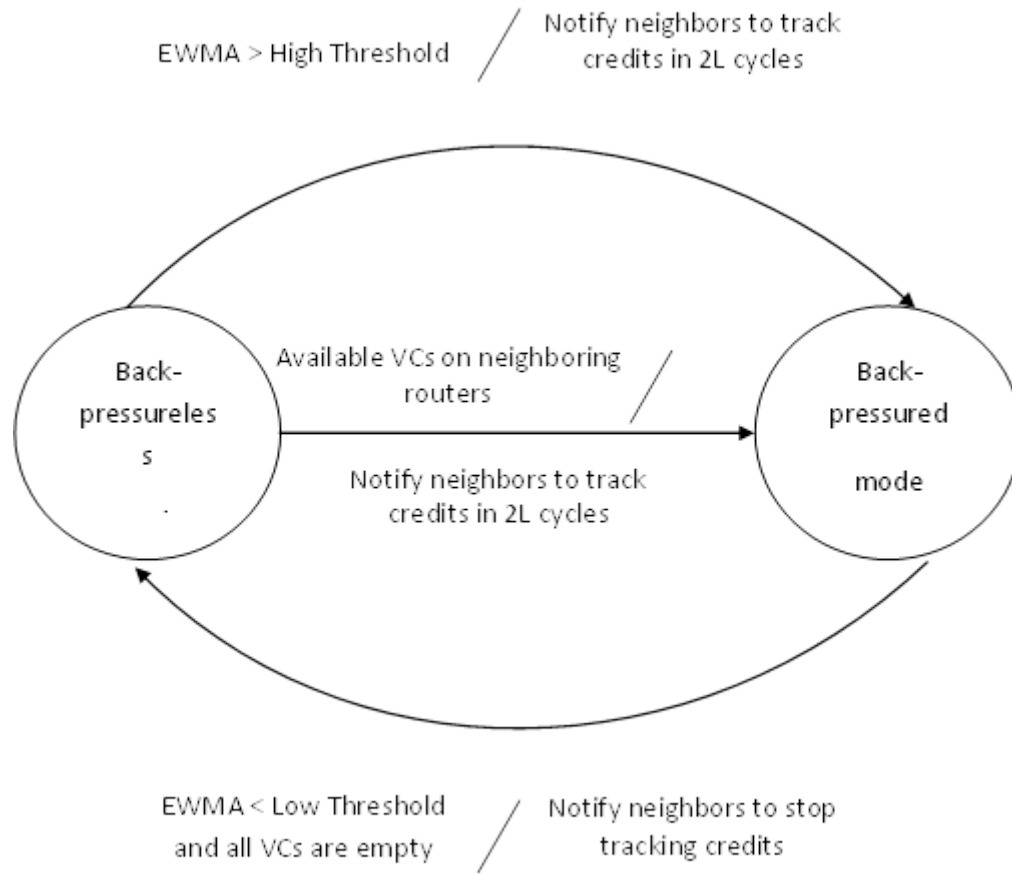 EWMA > High Threshold
Notify neighbors to track
credits in 2L cycles
Back-
pressureles
s
.
Available VCs on neighboring
routers
Notify neighbors to track
credits in 2L cycles
Back-
pressured
mode
EWMA < Low Threshold
and all VCs are empty
Notify neighbors to stop
tracking credits